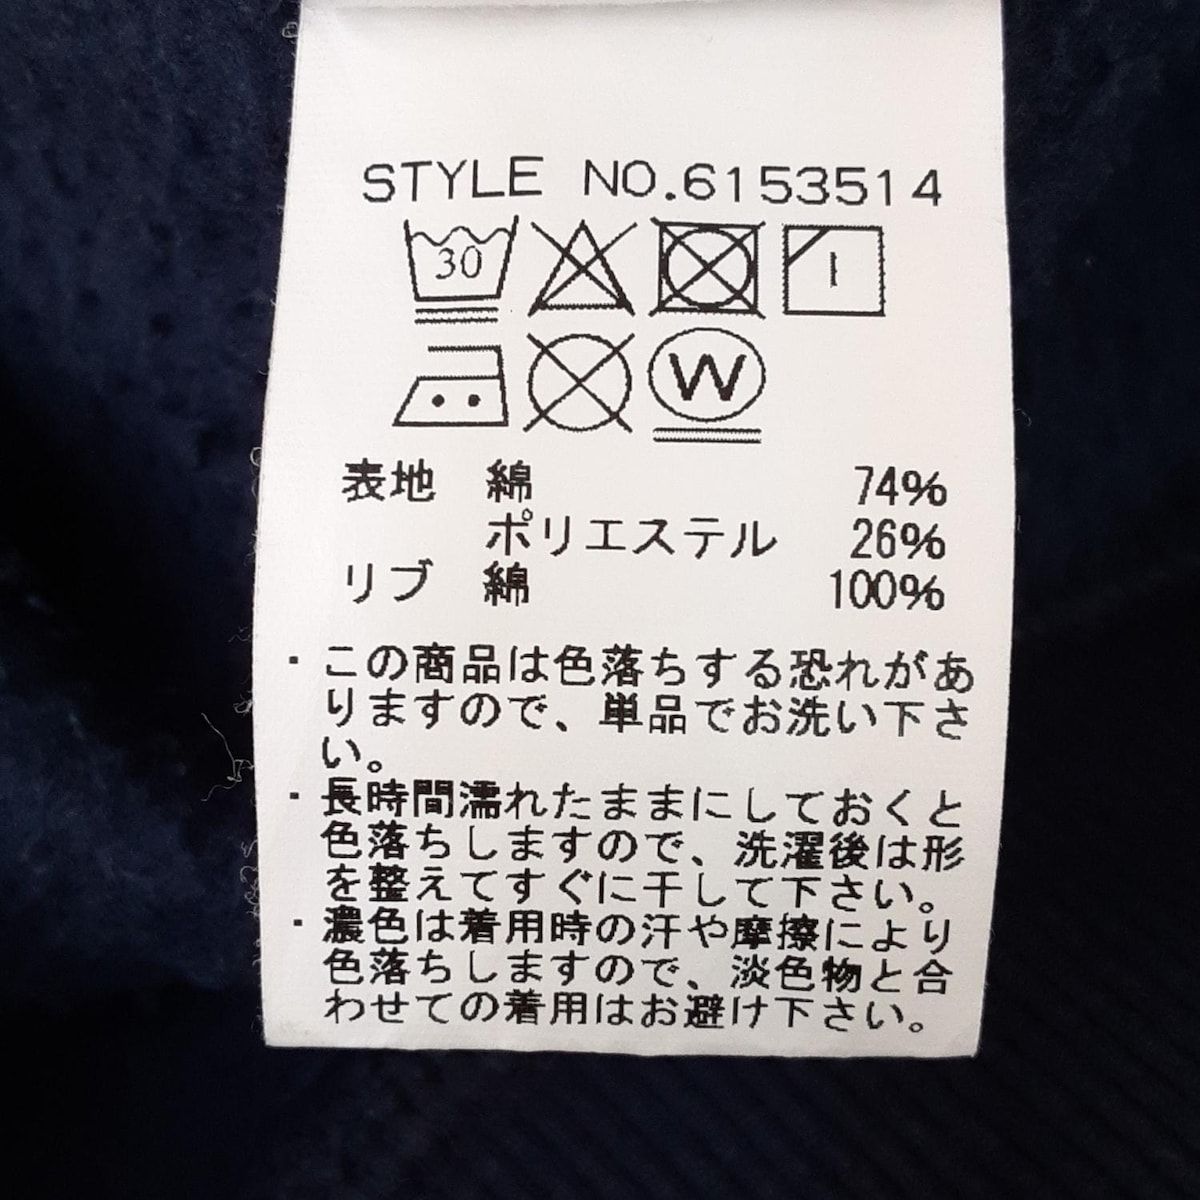 STYLE NO.6153514
30
W
表地 綿 74%
ポリエステル 26%
リブ 綿 100%
・この商品は色落ちする恐れがあ
りますので、単品でお洗い下さ
い。
・長時間濡れたままにしておくと
色落ちしますので、洗濯後は形
を整えてすぐに干して下さい。
・濃色は着用時の汗や摩擦により
色落ちしますので、淡色物と合
わせての着用はお避け下さい。